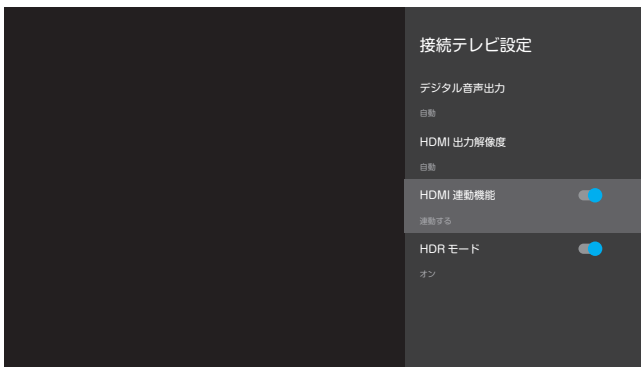 接続テレビ設定
デジタル音声出力
自動
HDMI 出力解像度
自動
HDMI 連動機能
連動する
HDR モード
オン